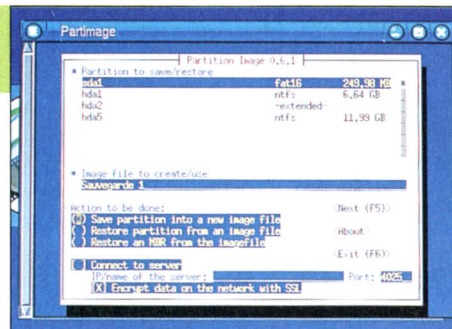 Partimage
Partition Image 0.6.1
* Partition to save/restore
sda1 fat16 249,98 MB
hda1 ntfs 6,64 GB
hda2 -extended-
hda5 ntfs 11,99 GB
* Image file to create/use
Sauvegarde 1
Action to be done: <Next (F5)>
( ) Save partition into a new image file
( ) Restore partition from an image file <About>
( ) Restore an MBR from the imagefile
<Exit (F6)>
[ ] Connect to server
IP/name of the server: Port: 4025
[X] Encrypt data on the network with SSL